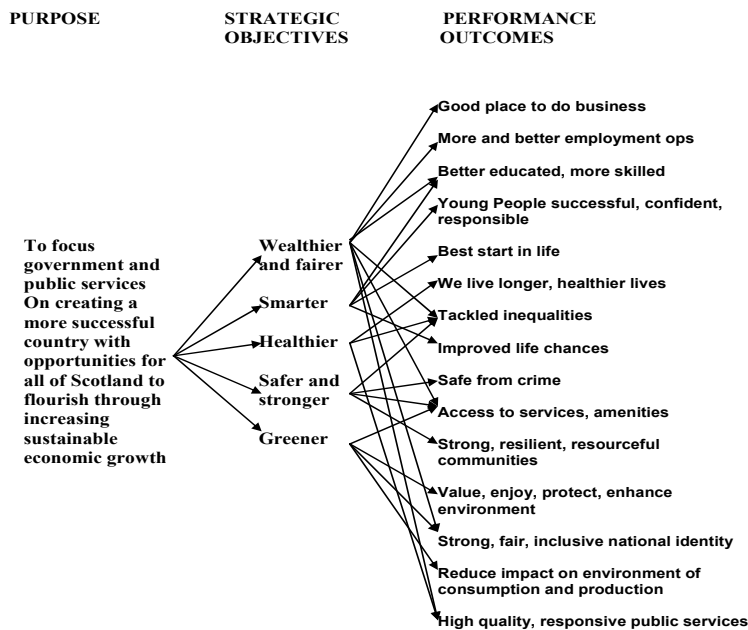 PURPOSE
STRATEGIC
OBJECTIVES
PERFORMANCE
OUTCOMES
To focus
government and
public services
On creating a
more successful
country with
opportunities for
all of Scotland to
flourish through
increasing
sustainable
economic growth
Wealthier
and fairer
Smarter
Healthier
Safer and
stronger
Greener
Good place to do business
More and better employment ops
Better educated, more skilled
Young People successful, confident,
responsible
Best start in life
We live longer, healthier lives
Tackled inequalities
Improved life chances
Safe from crime
Access to services, amenities
Strong, resilient, resourceful
communities
Value, enjoy, protect, enhance
environment
Strong, fair, inclusive national identity
Reduce impact on environment of
consumption and production
High quality, responsive public services